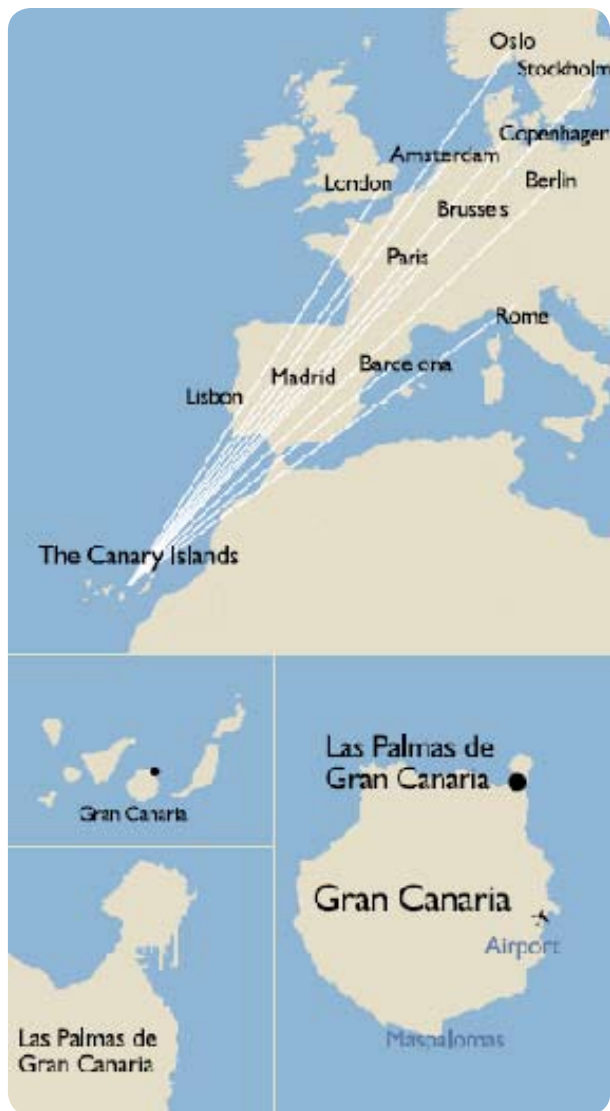 Oslo
Stockholm
Copenhagen
Amsterdam
London
Berlin
Brussels
Paris
Rome
Barcelona
Madrid
Lisbon
The Canary Islands
Gran Canaria
Las Palmas de
Gran Canaria
Las Palmas de
Gran Canaria
Gran Canaria
Airport
Maspalomas